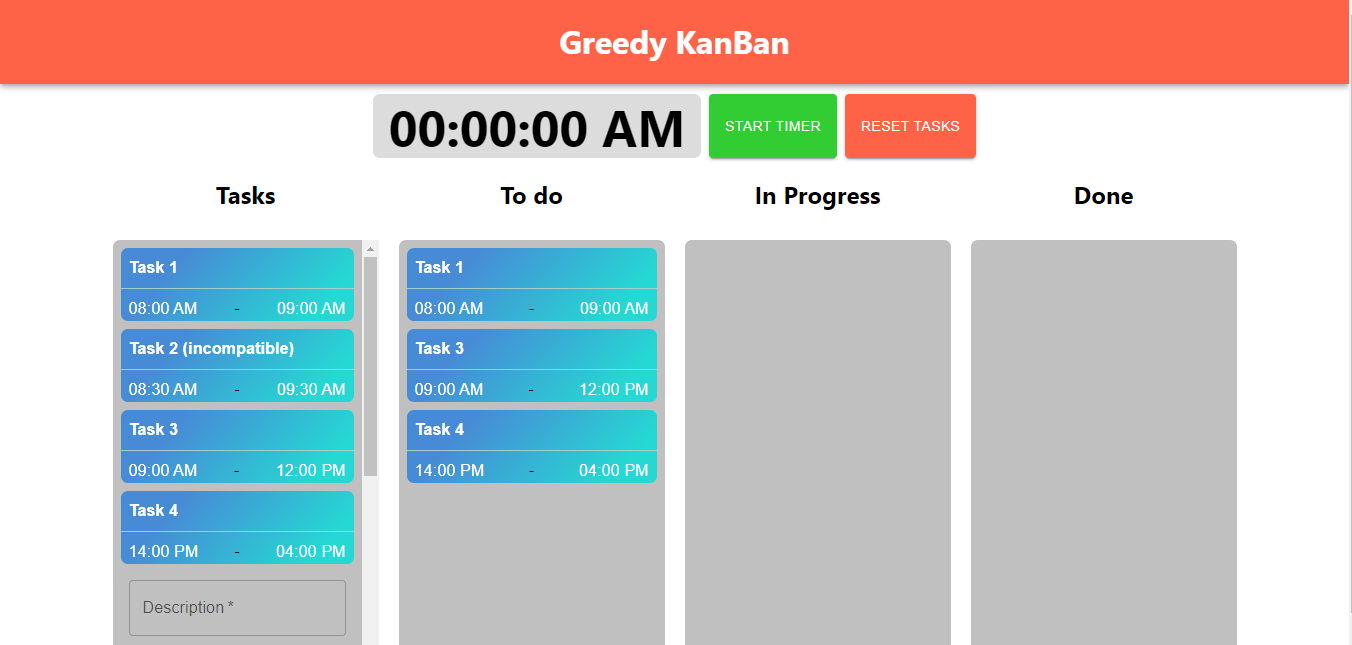 Greedy KanBan
00:00:00 AM
START TIMER
RESET TASKS
Tasks
To do
In Progress
Done
Task 1
08:00 AM - 09:00 AM
Task 2 (incompatible)
08:30 AM - 09:30 AM
Task 3
09:00 AM - 12:00 PM
Task 4
14:00 PM - 04:00 PM
Description *
Task 1
08:00 AM - 09:00 AM
Task 3
09:00 AM - 12:00 PM
Task 4
14:00 PM - 04:00 PM